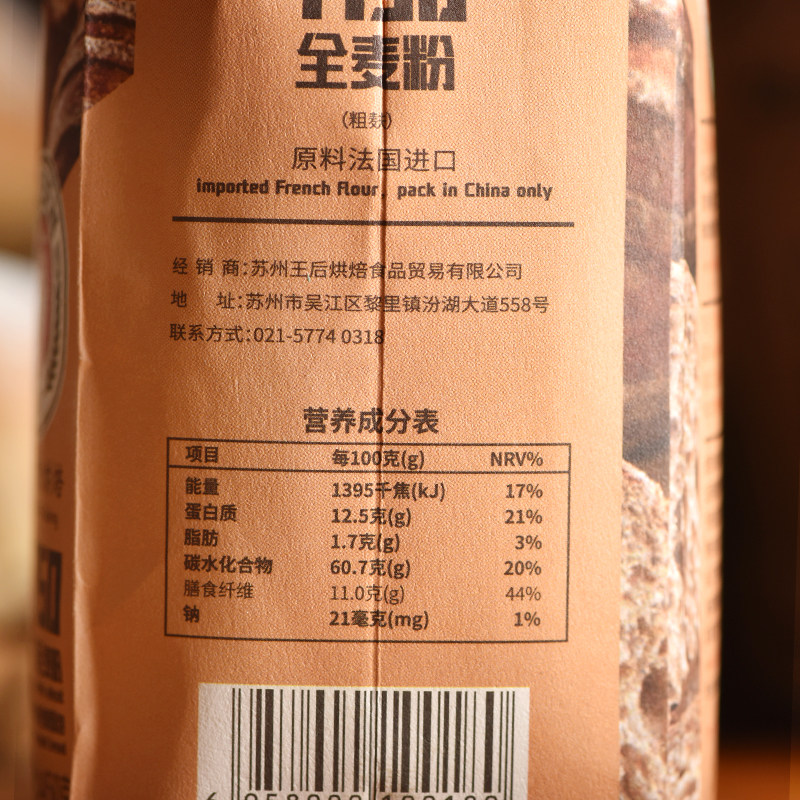 T150
全麦粉
(粗麸)
原料法国进口
imported French flour, pack in China only
经 销 商:苏州王后烘焙食品贸易有限公司
地 址:苏州市吴江区黎里镇汾湖大道558号
联系方式:021-5774 0318
营养成分表
项目 每100克(g) NRV%
能量 1395千焦(kJ) 17%
蛋白质 12.5克(g) 21%
脂肪 1.7克(g) 3%
碳水化合物 60.7克(g) 20%
膳食纤维 11.0克(g) 44%
钠 21毫克(mg) 1%